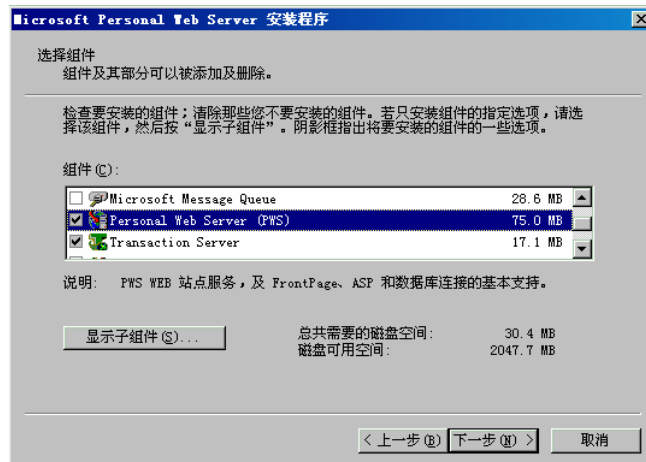 Microsoft Personal Web Server 安装程序
选择组件
组件及其部分可以被添加及删除。
检查要安装的组件；清除那些您不要安装的组件。若只安装组件的指定选项，请选
择该组件，然后按“显示子组件”。阴影框指出将要安装的组件的一些选项。
组件(C):
Microsoft Message Queue 28.6 MB
Personal Web Server (PWS) 75.0 MB
Transaction Server 17.1 MB
说明: PWS WEB 站点服务，及 FrontPage、ASP 和数据库连接的基本支持。
显示子组件(S)... 总共需要的磁盘空间: 30.4 MB
磁盘可用空间: 2047.7 MB
< 上一步(B) 下一步(N) > 取消